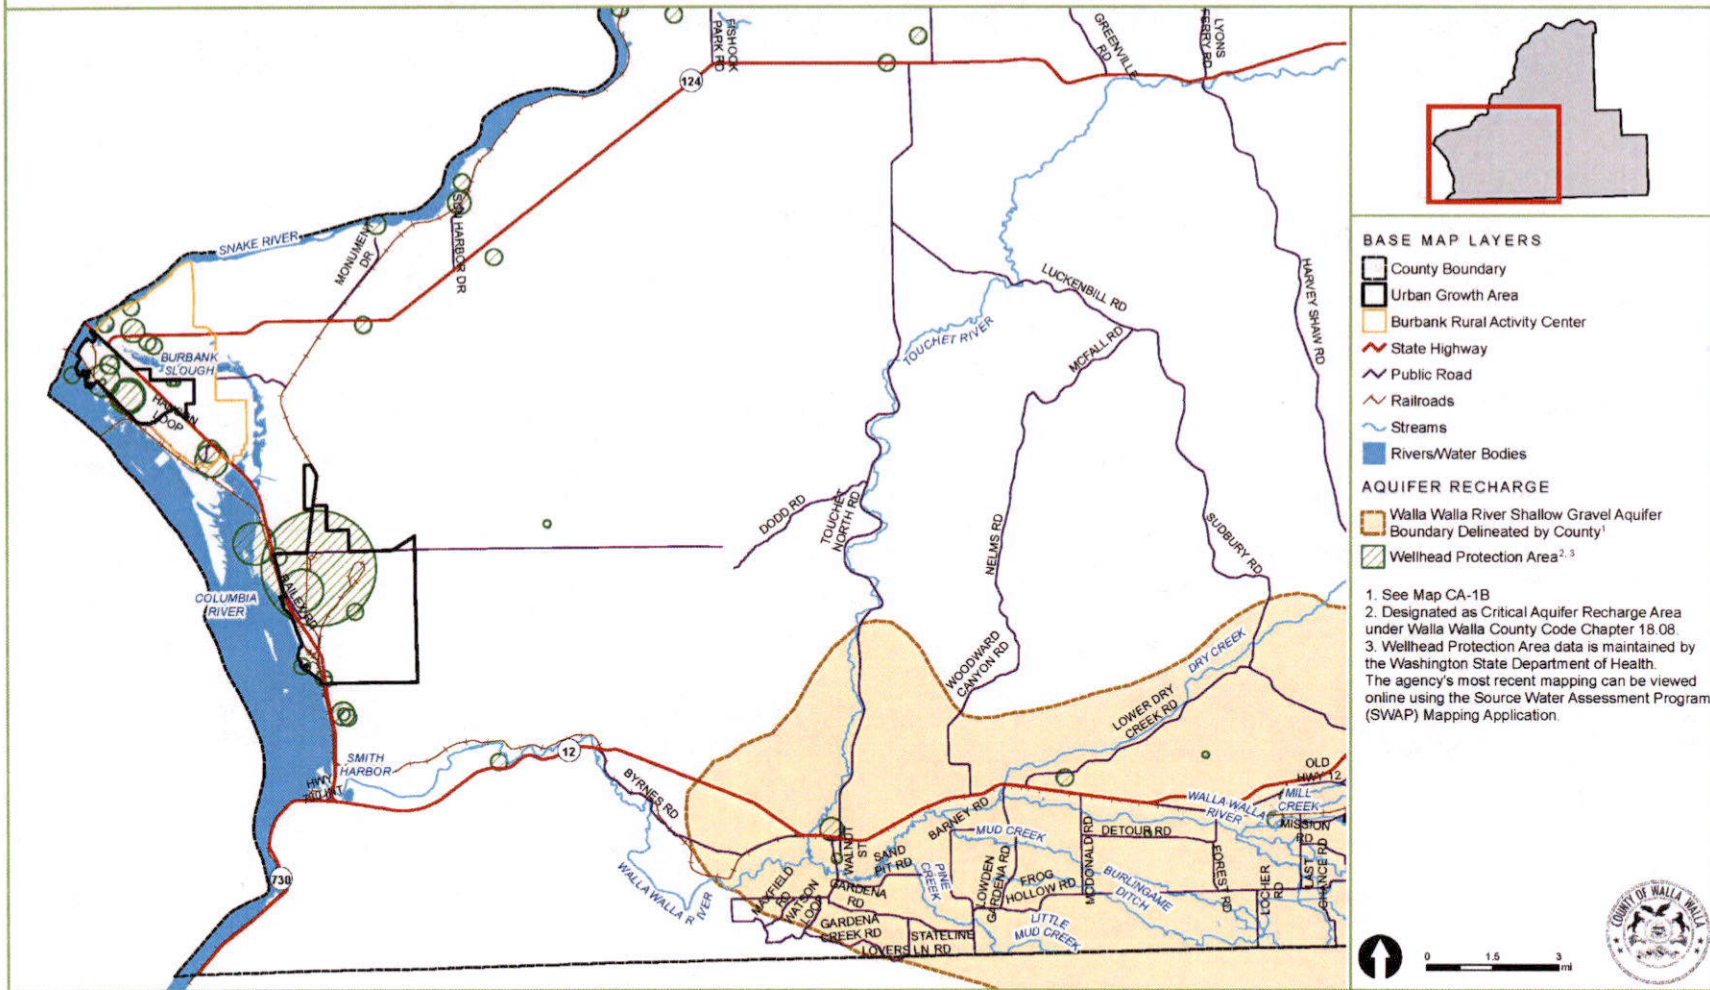 FISHOCK
PARK RD
GREENVILLE
RD
LYONS
FERRY RD
124
SNAKE RIVER
MONUMENT
DR
SUN HARBOR DR
LUCKENBILL RD
HARVEY SHAW RD
TOUCHET RIVER
MCFALL RD
BURBANK
SLOUGH
HANSON
LOOP
DODD RD
TOUCHET
NORTH RD
NELMS RD
SUDBURY RD
COLUMBIA
RIVER
BAILEY RD
WOODWARD
CANYON RD
DRY CREEK
LOWER DRY
CREEK RD
SMITH
HARBOR
HWY
730 INT
12
BYRNES RD
OLD
HWY 12
MILL
CREEK
WALLA WALLA
RIVER
MISSION
RD
BARNEY RD
MUD CREEK
DETOUR RD
WALNUT
ST
SAND
PIT RD
PINE
CREEK
LOWDEN
GARDENA RD
FROG
HOLLOW RD
MCDONALD RD
BURLINGAME
DITCH
FOREST RD
LOCHER
RD
LAST
CHANCE RD
730
WALLA WALLA RIVER
MAXFIELD
RD
WATSON
LOOP
GARDENA
RD
GARDENA
CREEK RD
LOVERS LN RD
STATELINE
LITTLE
MUD CREEK
BASE MAP LAYERS
County Boundary
Urban Growth Area
Burbank Rural Activity Center
State Highway
Public Road
Railroads
Streams
Rivers/Water Bodies
AQUIFER RECHARGE
Walla Walla River Shallow Gravel Aquifer
Boundary Delineated by County1
Wellhead Protection Area2, 3
1. See Map CA-1B
2. Designated as Critical Aquifer Recharge Area
under Walla Walla County Code Chapter 18.08.
3. Wellhead Protection Area data is maintained by
the Washington State Department of Health.
The agency's most recent mapping can be viewed
online using the Source Water Assessment Program
(SWAP) Mapping Application.
0 1.5 3
mi
COUNTY OF WALLA WALLA